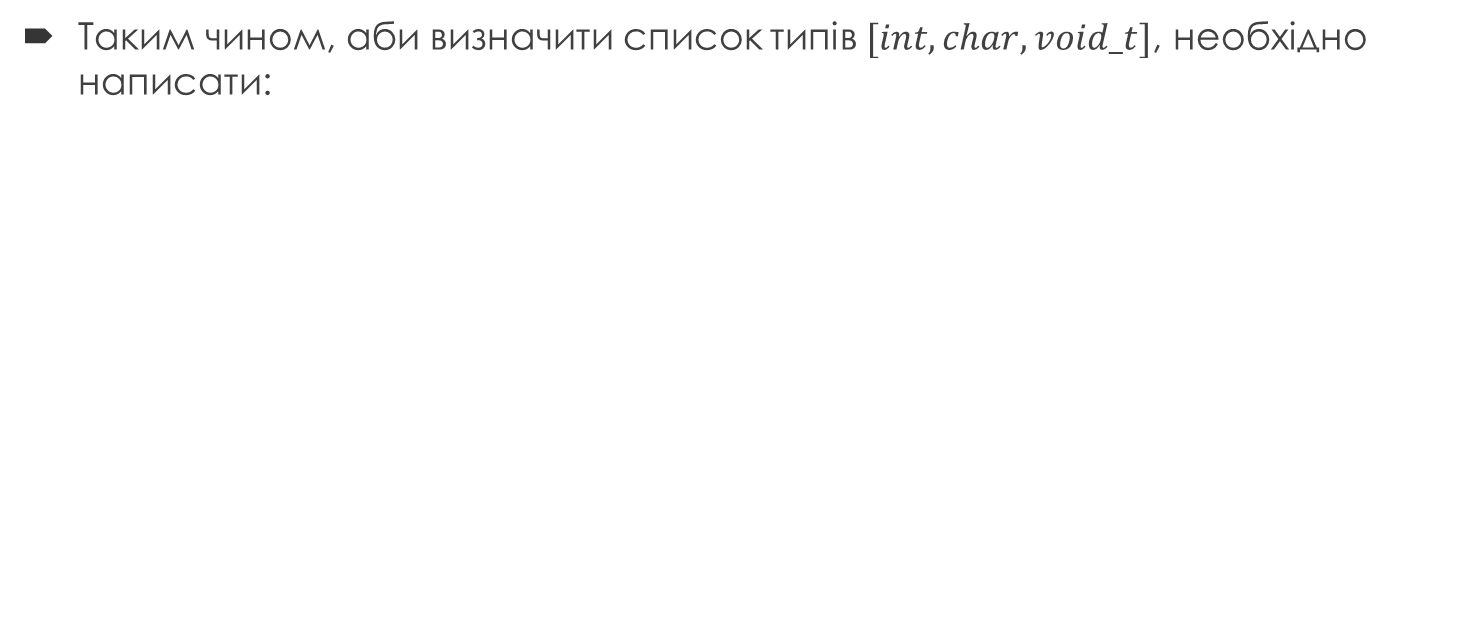 Таким чином, аби визначити список типів [int, char, void_t], необхідно
написати: